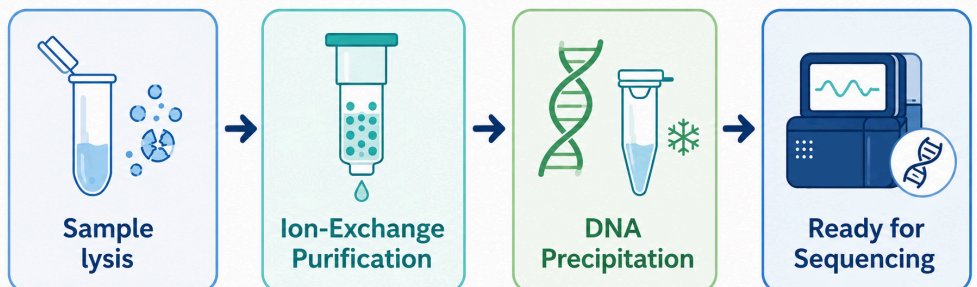 Sample
lysis
Ion-Exchange
Purification
DNA
Precipitation
Ready for
Sequencing